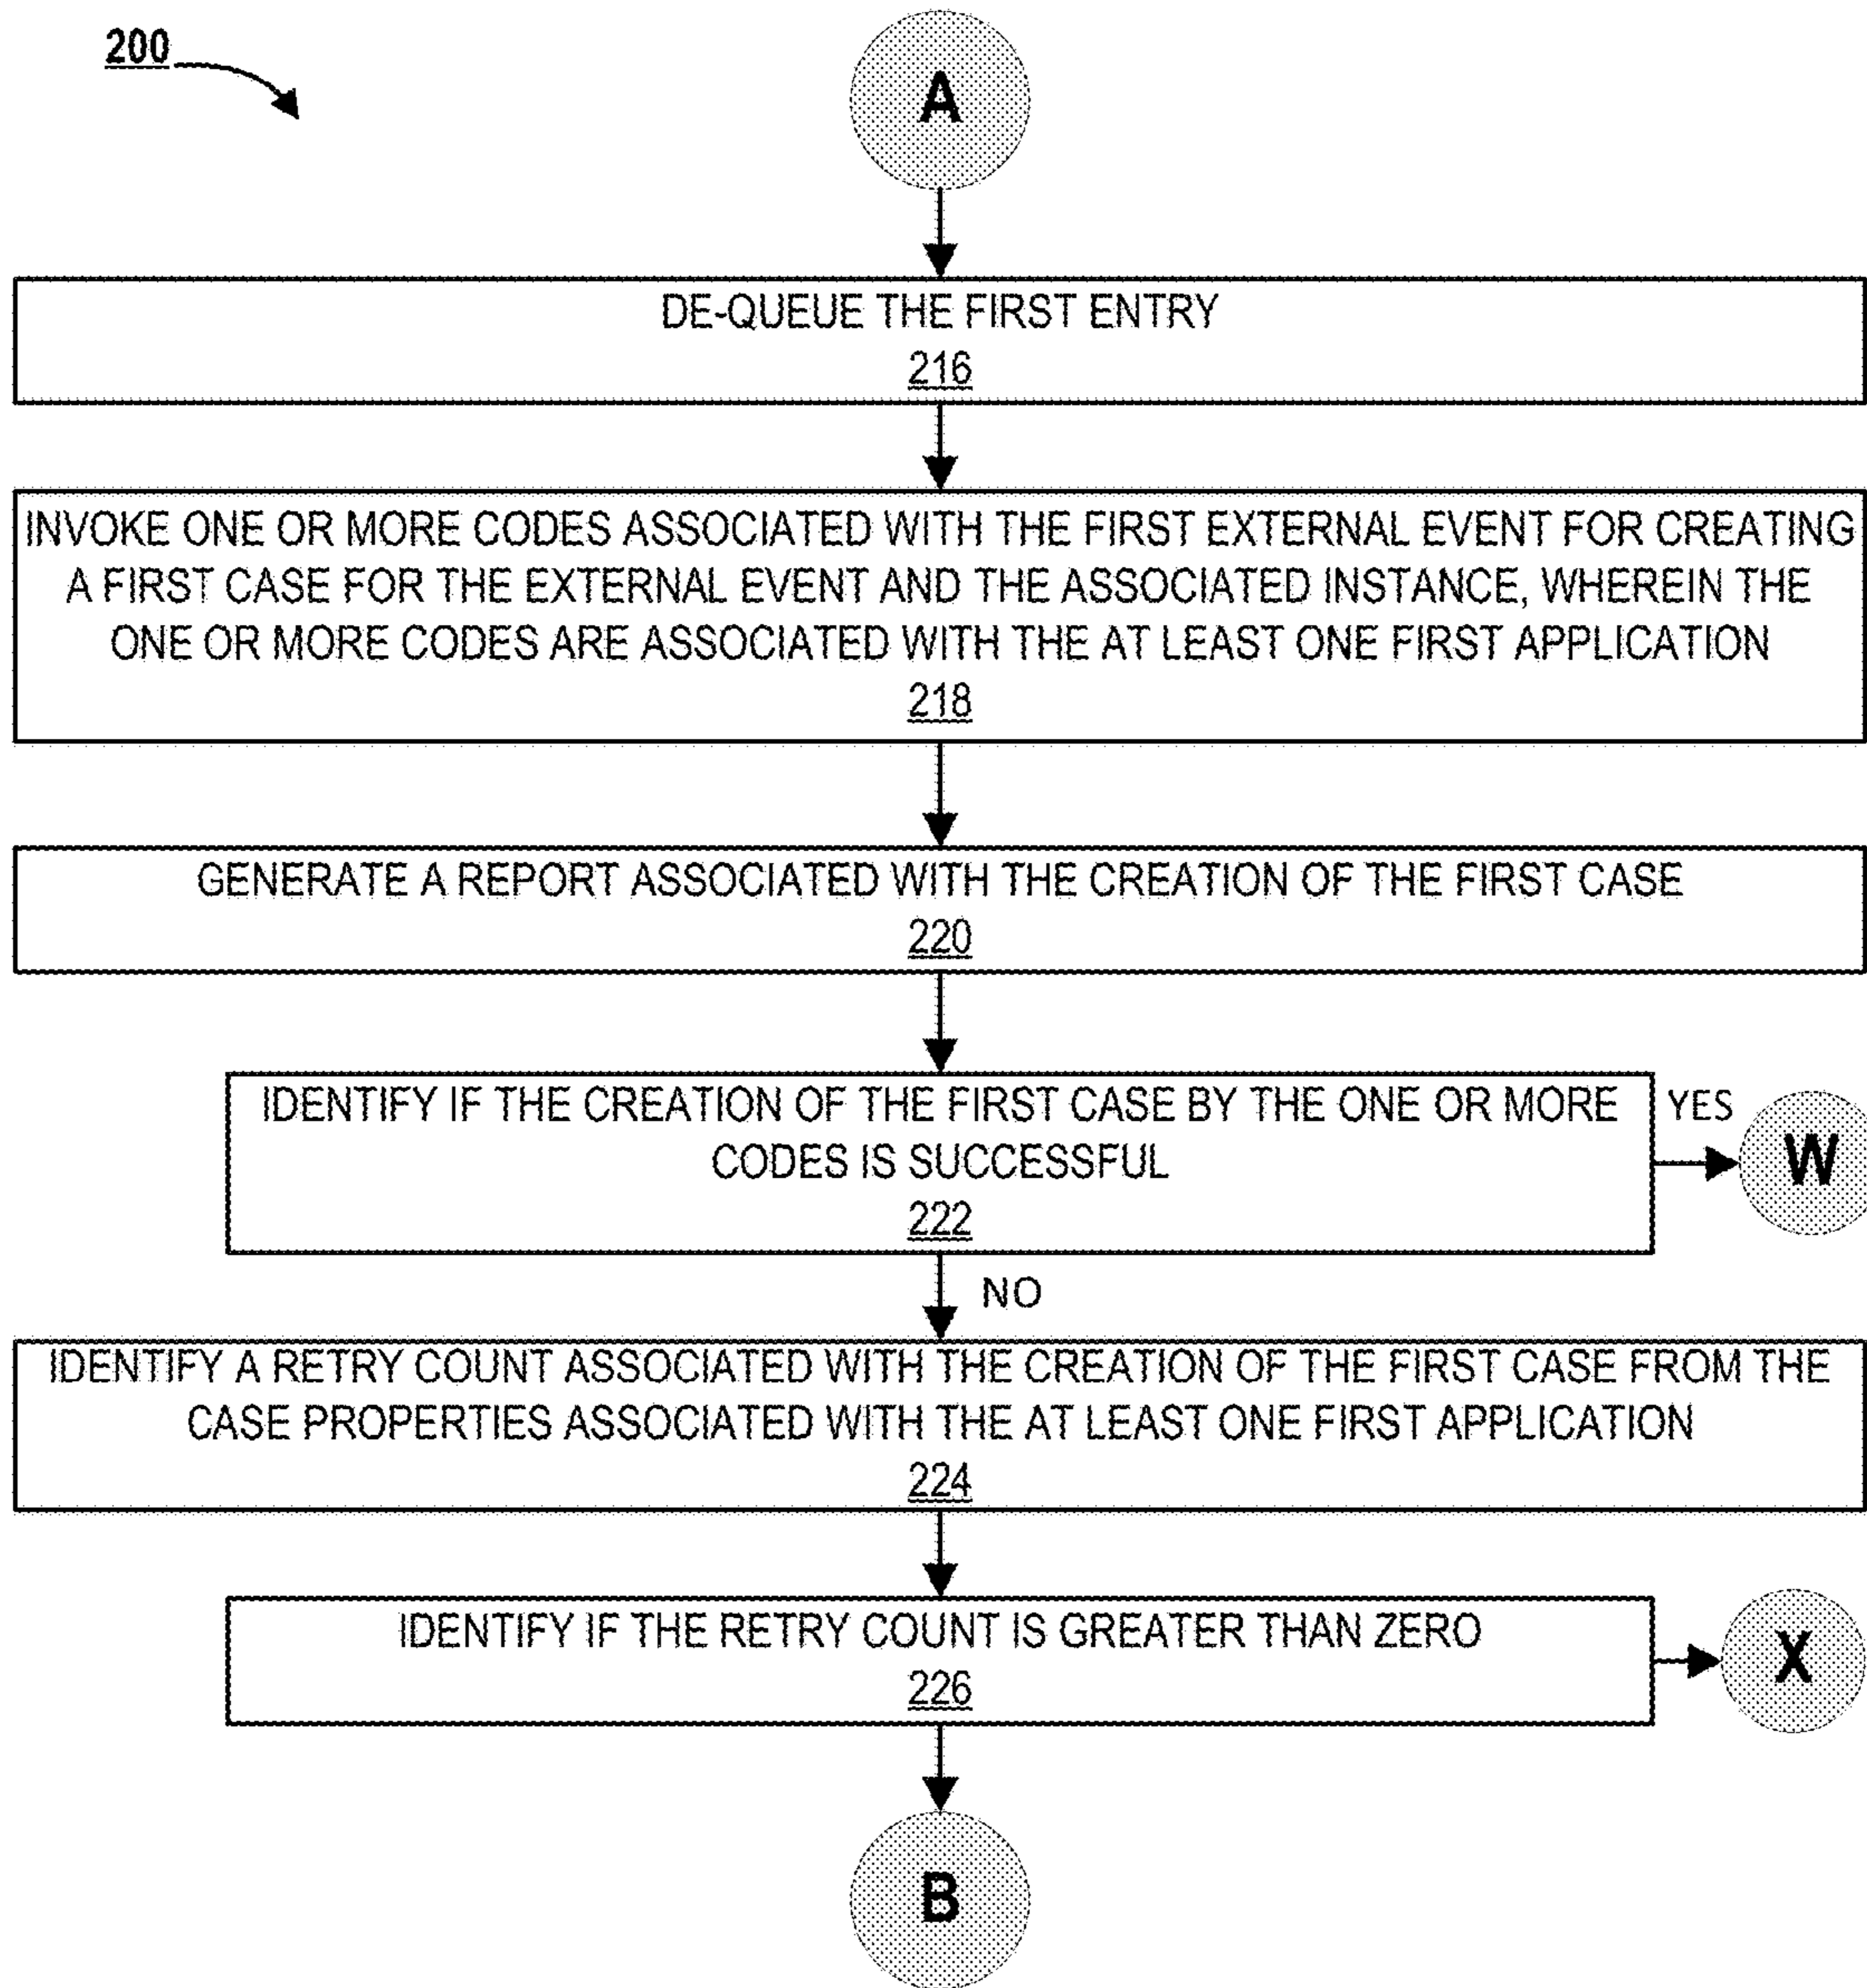 200
A
DE-QUEUE THE FIRST ENTRY
216
INVOKE ONE OR MORE CODES ASSOCIATED WITH THE FIRST EXTERNAL EVENT FOR CREATING
A FIRST CASE FOR THE EXTERNAL EVENT AND THE ASSOCIATED INSTANCE, WHEREIN THE
ONE OR MORE CODES ARE ASSOCIATED WITH THE AT LEAST ONE FIRST APPLICATION
218
GENERATE A REPORT ASSOCIATED WITH THE CREATION OF THE FIRST CASE
220
IDENTIFY IF THE CREATION OF THE FIRST CASE BY THE ONE OR MORE
CODES IS SUCCESSFUL
222
YES
W
NO
IDENTIFY A RETRY COUNT ASSOCIATED WITH THE CREATION OF THE FIRST CASE FROM THE
CASE PROPERTIES ASSOCIATED WITH THE AT LEAST ONE FIRST APPLICATION
224
IDENTIFY IF THE RETRY COUNT IS GREATER THAN ZERO
226
X
B